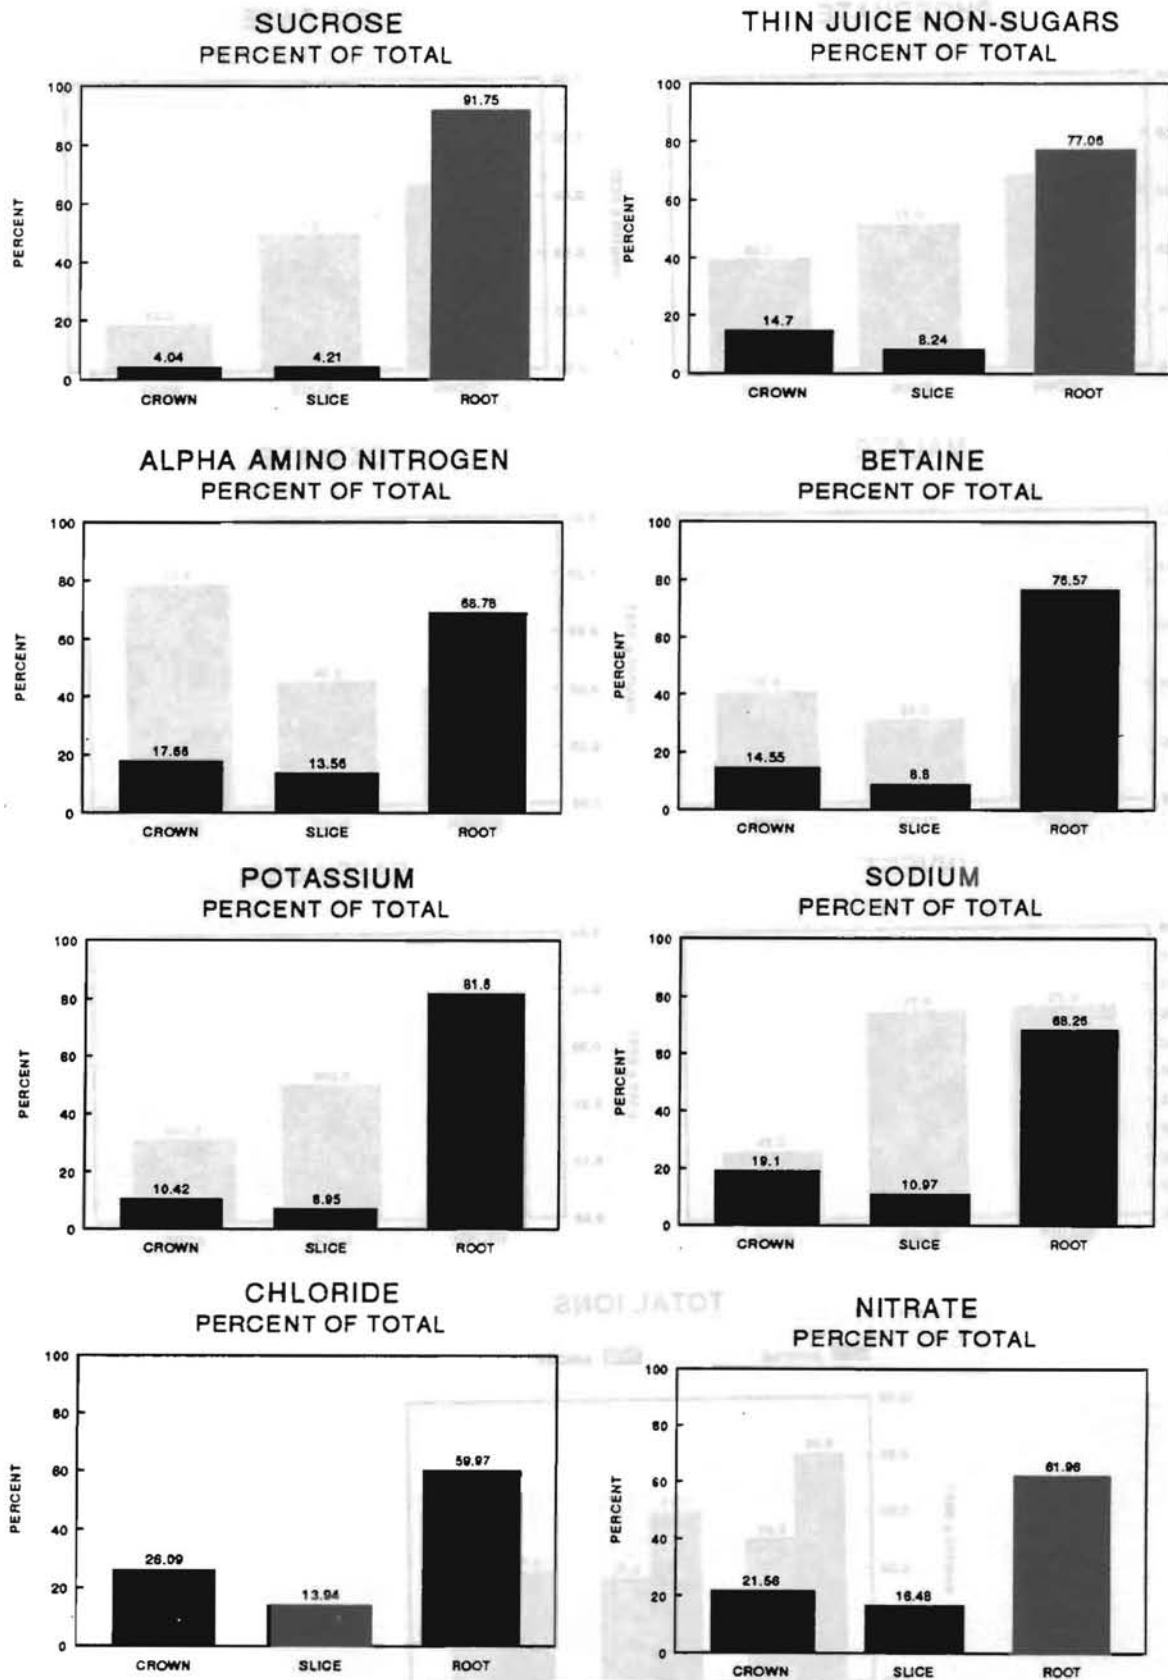 SUCROSE
PERCENT OF TOTAL
100
80
60
40
20
0
PERCENT
4.04
4.21
91.75
CROWN
SLICE
ROOT
THIN JUICE NON-SUGARS
PERCENT OF TOTAL
100
80
60
40
20
0
PERCENT
14.7
8.24
77.06
CROWN
SLICE
ROOT
ALPHA AMINO NITROGEN
PERCENT OF TOTAL
100
80
60
40
20
0
PERCENT
17.66
13.56
68.78
CROWN
SLICE
ROOT
BETAINE
PERCENT OF TOTAL
100
80
60
40
20
0
PERCENT
14.55
8.8
76.57
CROWN
SLICE
ROOT
POTASSIUM
PERCENT OF TOTAL
100
80
60
40
20
0
PERCENT
10.42
6.95
81.6
CROWN
SLICE
ROOT
SODIUM
PERCENT OF TOTAL
100
80
60
40
20
0
PERCENT
19.1
10.97
68.26
CROWN
SLICE
ROOT
CHLORIDE
PERCENT OF TOTAL
100
80
60
40
20
0
PERCENT
26.09
13.94
59.97
CROWN
SLICE
ROOT
NITRATE
PERCENT OF TOTAL
100
80
60
40
20
0
PERCENT
21.56
16.48
61.96
CROWN
SLICE
ROOT